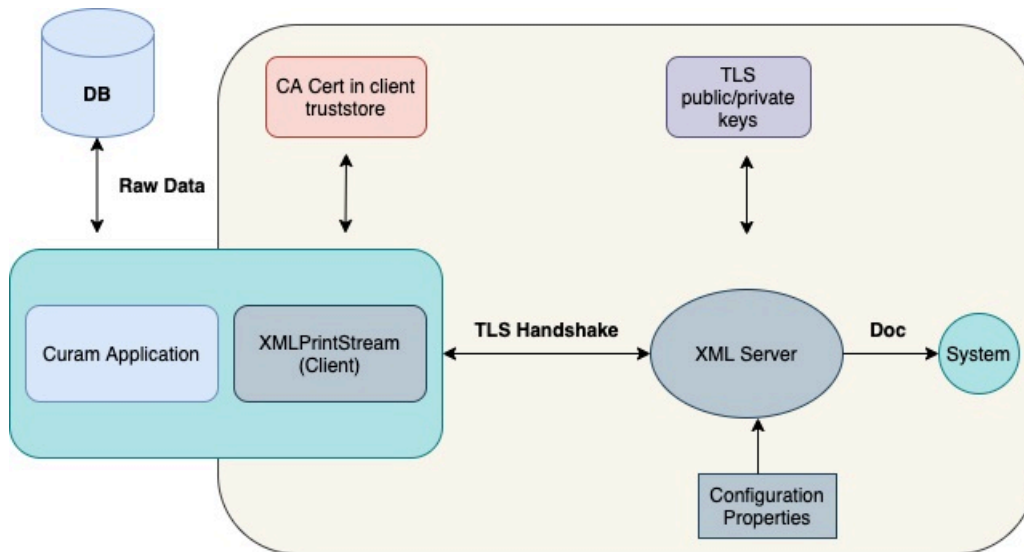 DB
CA Cert in client
truststore
TLS
public/private
keys
Raw Data
Curam Application
XMLPrintStream
(Client)
TLS Handshake
XML Server
Doc
System
Configuration
Properties